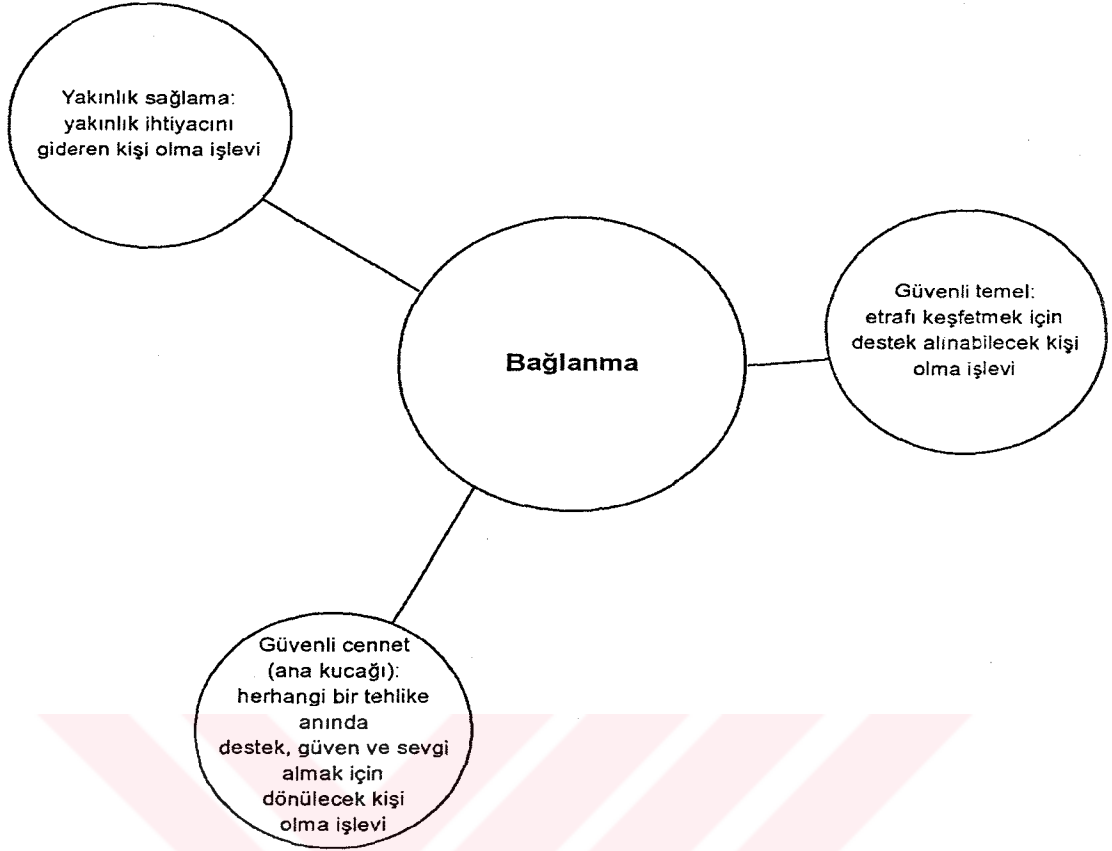 Yakınlık sağlama:
yakınlık ihtiyacını
gideren kişi olma işlevi
Bağlanma
Güvenli temel:
etrafı keşfetmek için
destek alınabilecek kişi
olma işlevi
Güvenli cennet
(ana kucağı):
herhangi bir tehlike
anında
destek, güven ve sevgi
almak için
dönülecek kişi
olma işlevi